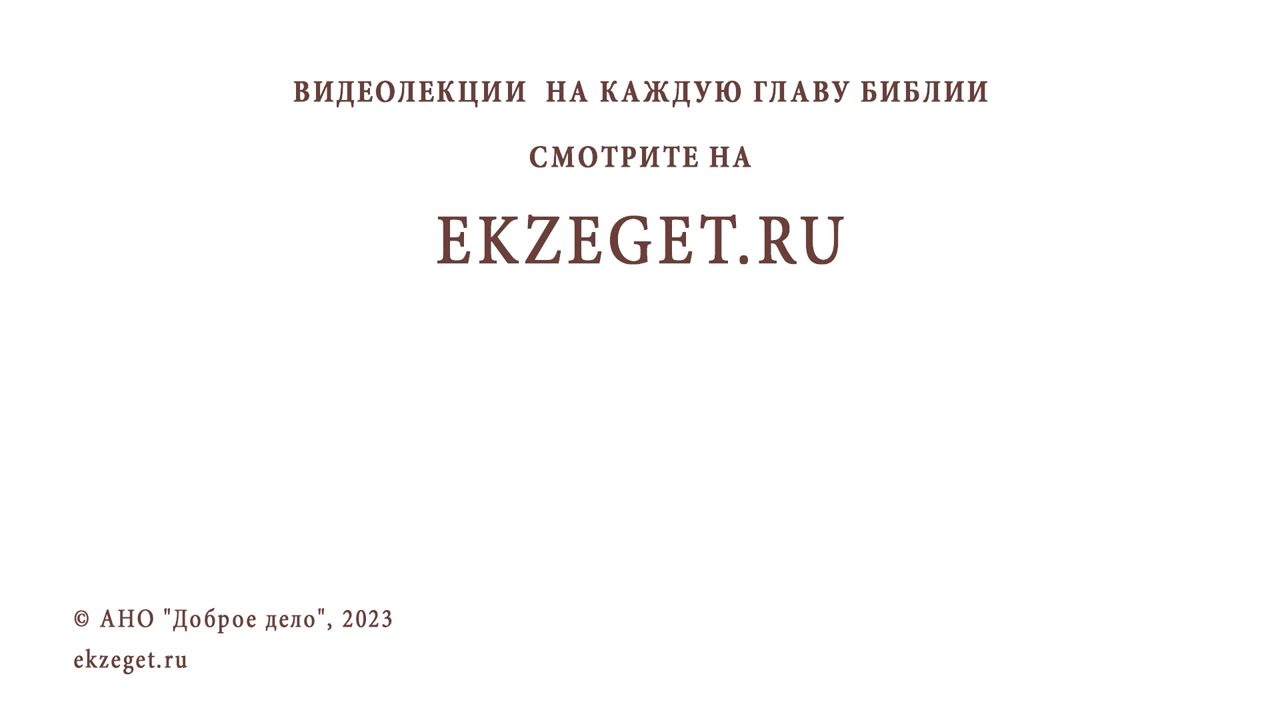 ВИДЕОЛЕКЦИИ НА КАЖДУЮ ГЛАВУ БИБЛИИ
СМОТРИТЕ НА
EKZEGET.RU
© АНО "Доброе дело", 2023
ekzeget.ru